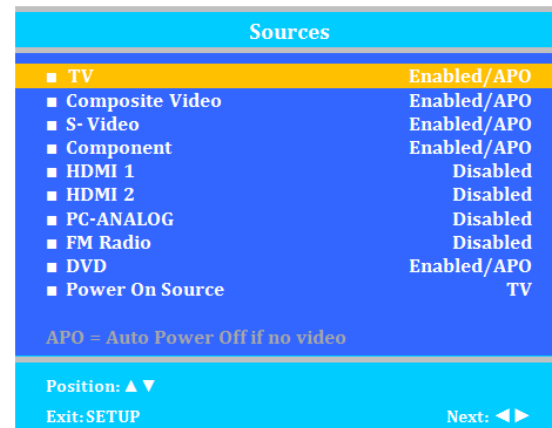 Sources
■ TV Enabled/APO
■ Composite Video Enabled/APO
■ S- Video Enabled/APO
■ Component Enabled/APO
■ HDMI 1 Disabled
■ HDMI 2 Disabled
■ PC-ANALOG Disabled
■ FM Radio Disabled
■ DVD Enabled/APO
■ Power On Source TV
APO = Auto Power Off if no video
Position: ▲ ▼
Exit: SETUP Next: ◀ ▶